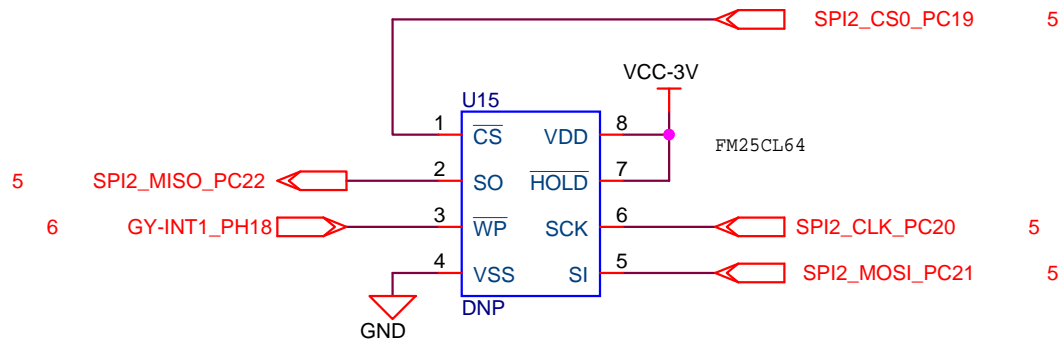 SPI2_CS0_PC19 5
VCC-3V
U15
1 CS VDD 8
FM25CL64
5 SPI2_MISO_PC22 2 SO HOLD 7
6 GY-INT1_PH18 3 WP SCK 6 SPI2_CLK_PC20 5
4 VSS SI 5 SPI2_MOSI_PC21 5
DNP
GND